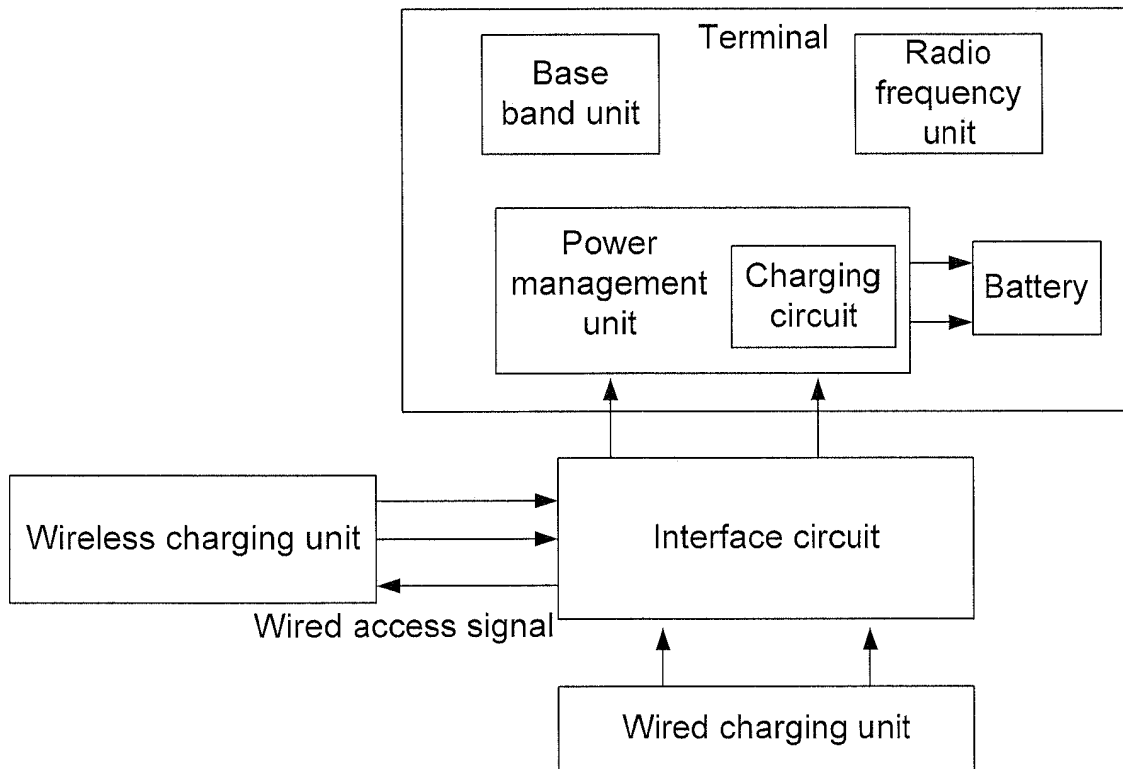 Terminal
Base
band unit
Radio
frequency
unit
Power
management
unit
Charging
circuit
Battery
Wireless charging unit
Interface circuit
Wired access signal
Wired charging unit